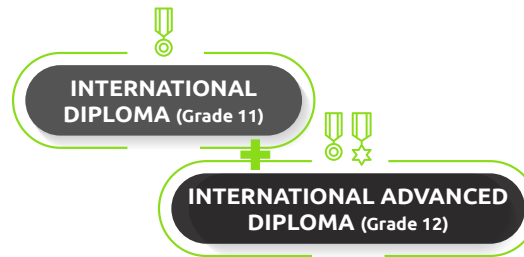 INTERNATIONAL
DIPLOMA (Grade 11)
INTERNATIONAL ADVANCED
DIPLOMA (Grade 12)